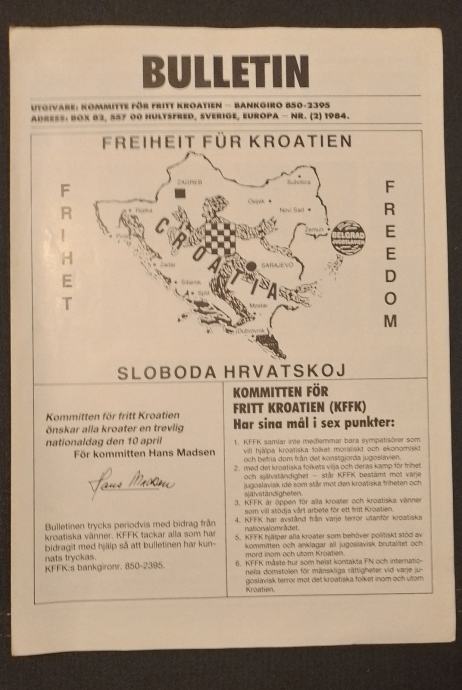 BULLETIN
UTGIVARE: KOMMITTE FÖR FRITT KROATIEN – BANKGIRO 850-2395
ADRESS: BOX 62, 557 00 HULTSFRED, SVERIGE, EUROPA – NR. (2) 1984.
FREIHEIT FÜR KROATIEN
FRIHET
FREEDOM
ZAGREB
Subotica
Osijek
Novi Sad
Rijeka
Zemun
BELGRAD
JUGOSLAVIEN
CROATIA
SARAJEVO
Zadar
Šibenik
Split
Mostar
Dubrovnik
SLOBODA HRVATSKOJ
Kommitten för fritt Kroatien
önskar alla kroater en trevlig
nationaldag den 10 april
För kommitten Hans Madsen
Hans Madsen
Bulletinen trycks periodvis med bidrag från
kroatiska vänner. KFFK tackar alla som har
bidragit med hjälp så att bulletinen har kun-
nats tryckas.
KFFK:s bankgironr. 850-2395.
KOMMITTEN FÖR
FRITT KROATIEN (KFFK)
Har sina mål i sex punkter:
1. KFFK samlar inte medlemmar bara sympatisörer som
vill hjälpa kroatiska folket moraliskt och ekonomiskt
och befria dom från det konstgjorda jugoslavien.
2. med det kroatiska folkets vilja och deras kamp för frihet
och självständighet – står KFFK bestämt mot varje
jugoslavisk ide som står mot den kroatiska friheten och
självständigheten.
3. KFFK är öppen för alla kroater och kroatiska vänner
som vill stödja vårt arbete för ett fritt Kroatien.
4. KFFK har avstånd från varje terror utanför kroatiska
nationalområdet.
5. KFFK hjälper alla kroater som behöver politiskt stöd av
kommitten och anklagar all jugoslavisk brutalitet och
mord inom och utom Kroatien.
6. KFFK måste hur som helst kontakta FN och internatio-
nella domstolen för mänskliga rättigheter vid varje ju-
goslavisk terror mot det kroatiska folket inom och utom
Kroatien.